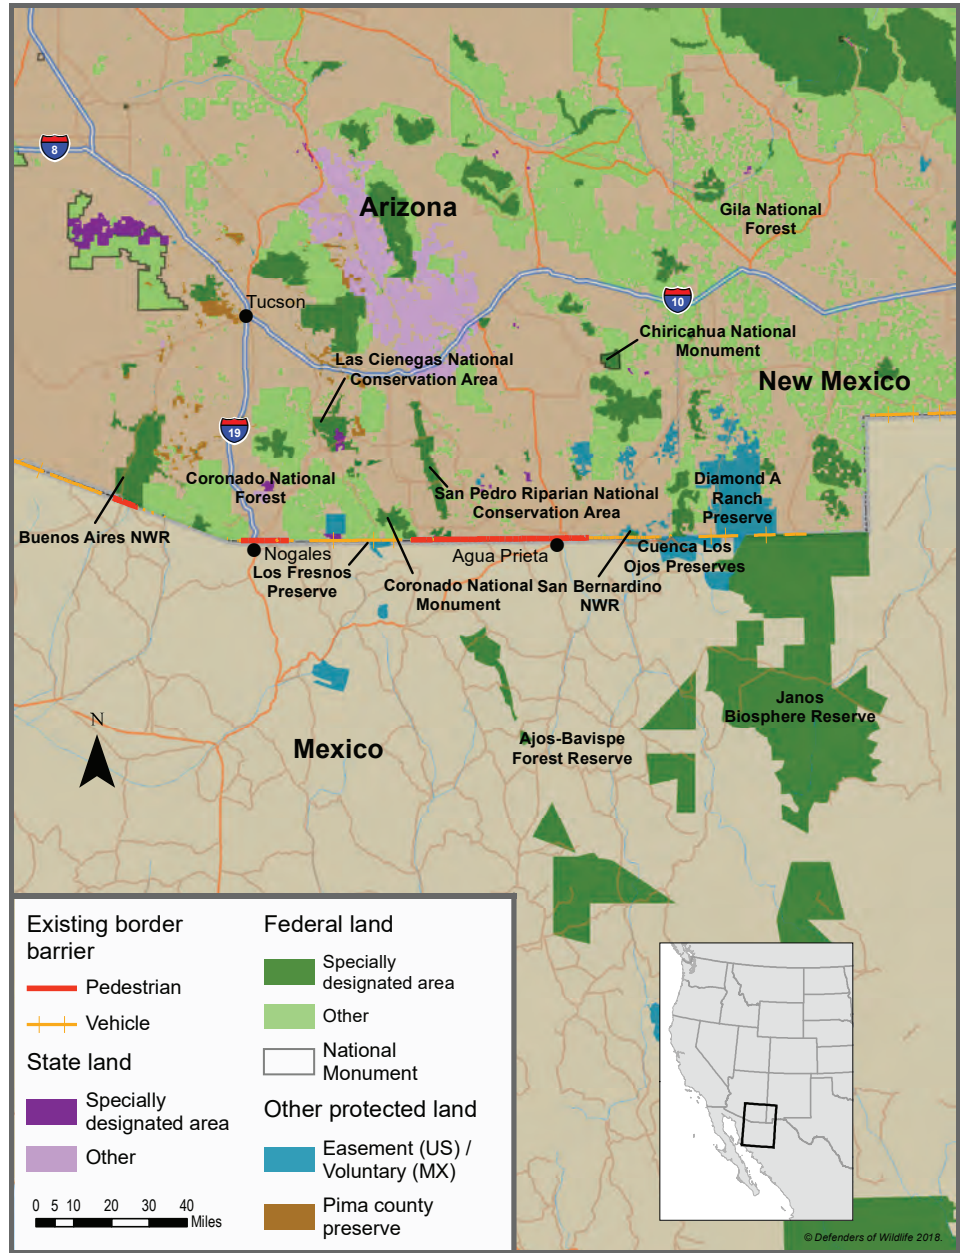 8
Arizona
Gila National
Forest
10
Tucson
Chiricahua National
Monument
Las Cienegas National
Conservation Area
New Mexico
19
Coronado National
Forest
San Pedro Riparian National
Conservation Area
Diamond A
Ranch
Preserve
Buenos Aires NWR
Nogales
Agua Prieta
Cuenca Los
Ojos Preserves
Los Fresnos
Preserve
Coronado National
Monument
San Bernardino
NWR
Janos
Biosphere Reserve
N
Mexico
Ajos-Bavispe
Forest Reserve
Existing border
barrier
Pedestrian
Vehicle
State land
Specially
designated area
Other
0 5 10 20 30 40
Miles
Federal land
Specially
designated area
Other
National
Monument
Other protected land
Easement (US) /
Voluntary (MX)
Pima county
preserve
© Defenders of Wildlife 2018.